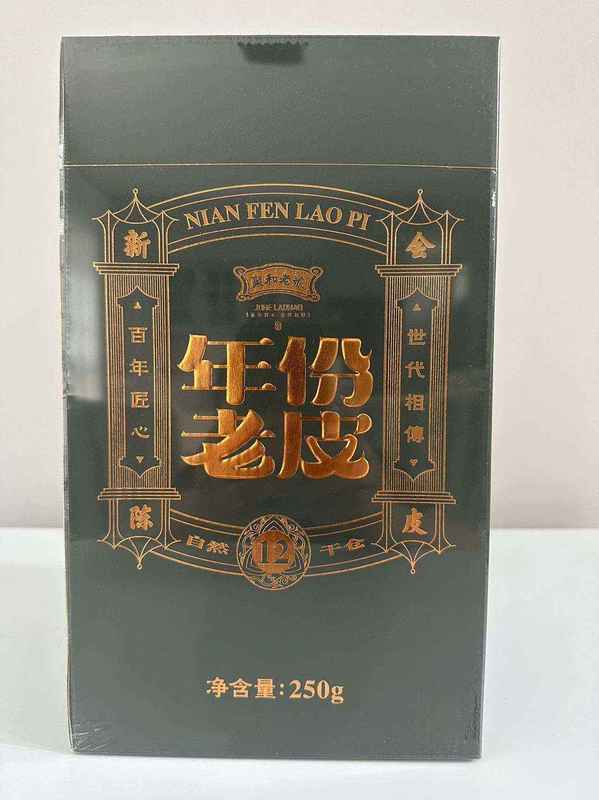 NIAN FEN LAO PI
新
会
年份
老皮
百年匠心
世代相傳
陈
皮
自然
12
干仓
净含量：250g